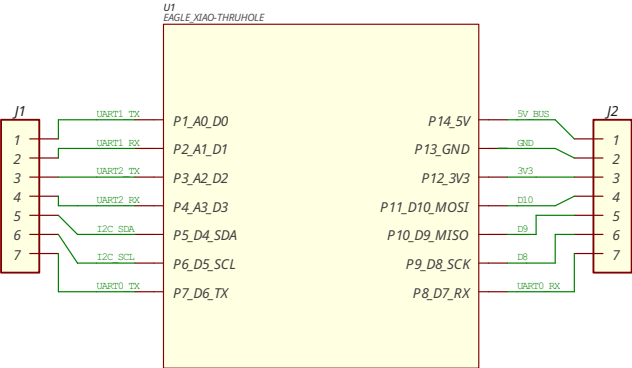 U1
EAGLE_XIAO-THRUHOLE
J1
1
2
3
4
5
6
7
UART1_TX
UART1_RX
UART2_TX
UART2_RX
I2C_SDA
I2C_SCL
UART0_TX
P1_A0_D0
P2_A1_D1
P3_A2_D2
P4_A3_D3
P5_D4_SDA
P6_D5_SCL
P7_D6_TX
P14_5V
P13_GND
P12_3V3
P11_D10_MOSI
P10_D9_MISO
P9_D8_SCK
P8_D7_RX
5V_BUS
GND
3V3
D10
D9
D8
UART0_RX
J2
1
2
3
4
5
6
7